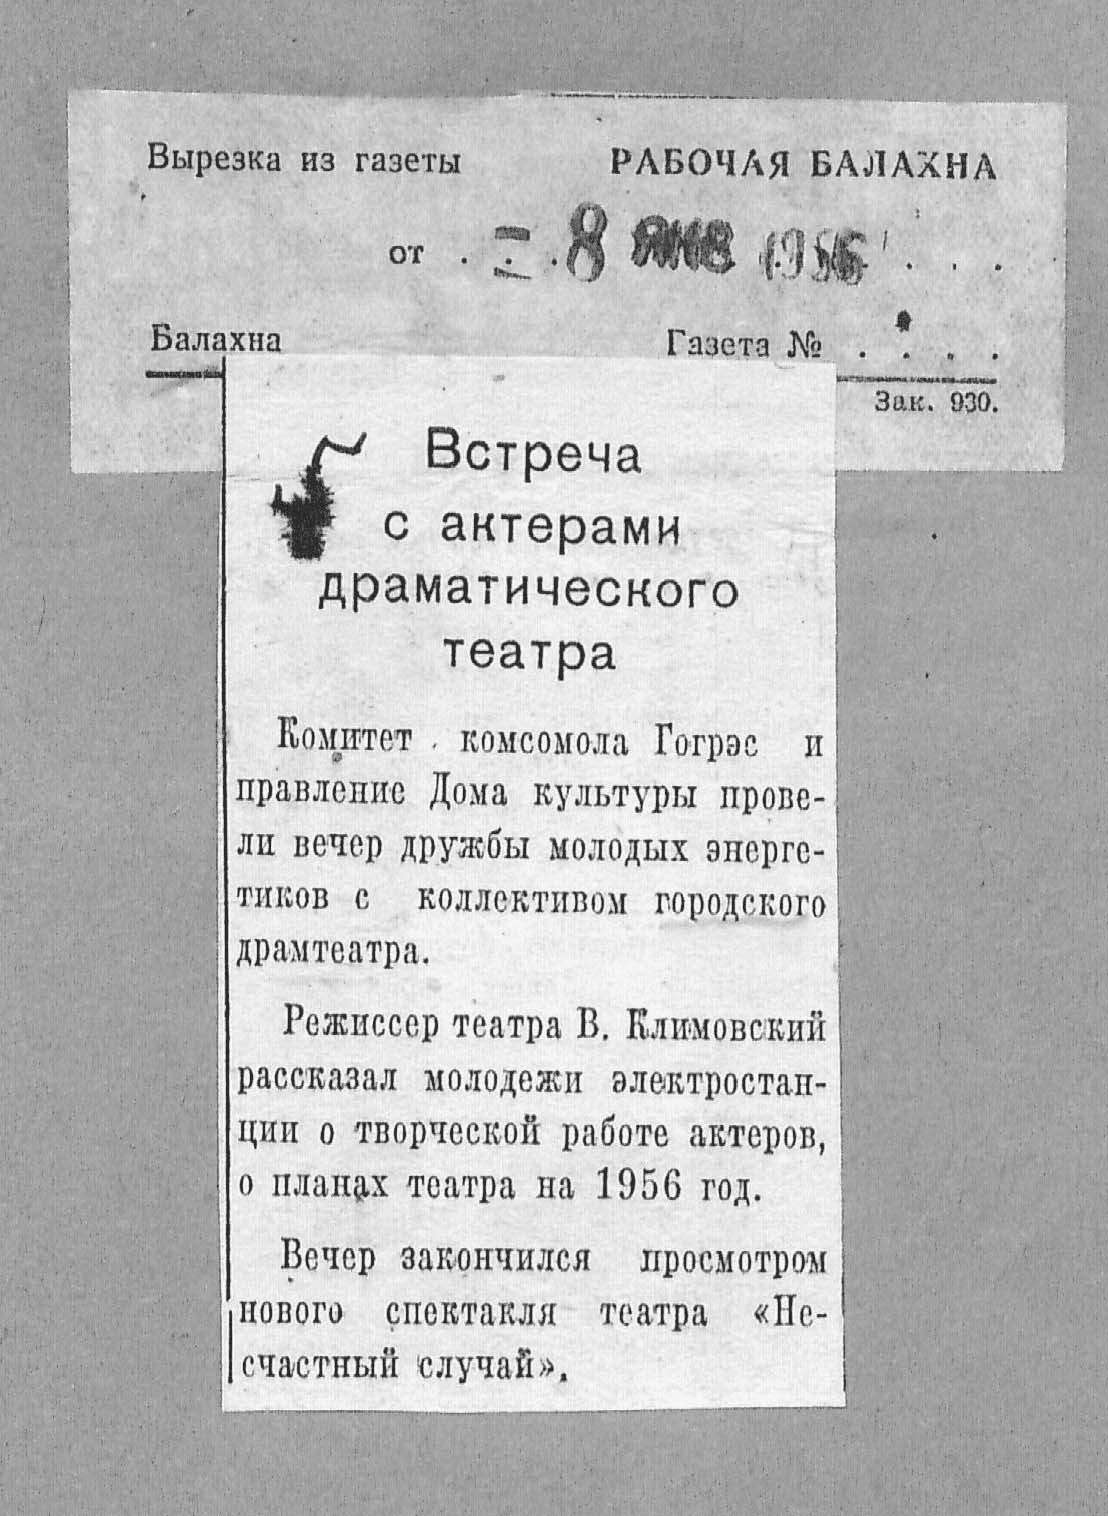 Вырезка из газеты РАБОЧАЯ БАЛАХНА
от . . . – 8 ЯНВ 1956 . . .
Балахна Газета № . . . .
Зак. 930.
Встреча
с актерами
драматического
театра
Комитет комсомола Гогрэс и
правление Дома культуры прове-
ли вечер дружбы молодых энерге-
тиков с коллективом городского
драмтеатра.
Режиссер театра В. Климовский
рассказал молодежи электростан-
ции о творческой работе актеров,
о планах театра на 1956 год.
Вечер закончился просмотром
нового спектакля театра «Не-
счастный случай».